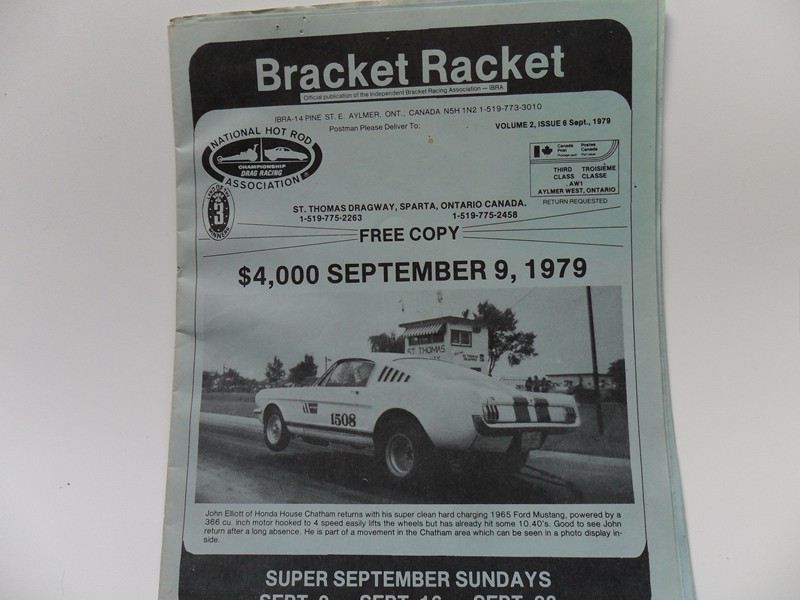 Bracket Racket
Official publication of the Independent Bracket Racing Association — IBRA
IBRA-14 PINE ST. E. AYLMER, ONT., CANADA N5H 1N2 1-519-773-3010
Postman Please Deliver To:
VOLUME 2, ISSUE 6 Sept., 1979
NATIONAL HOT ROD
CHAMPIONSHIP
DRAG RACING
ASSOCIATION
Canada Post
Postes Canada
THIRD TROISIÈME
CLASS CLASSE
AW1
AYLMER WEST, ONTARIO
RETURN REQUESTED
LAND OF THE
3
WINNERS
ST. THOMAS DRAGWAY, SPARTA, ONTARIO CANADA.
1-519-775-2263 1-519-775-2458
FREE COPY
$4,000 SEPTEMBER 9, 1979
ST THOMAS
1508
John Elliott of Honda House Chatham returns with his super clean hard charging 1965 Ford Mustang, powered by a
366 cu. inch motor hooked to 4 speed easily lifts the wheels but has already hit some 10.40's. Good to see John
return after a long absence. He is part of a movement in the Chatham area which can be seen in a photo display in-
side.
SUPER SEPTEMBER SUNDAYS